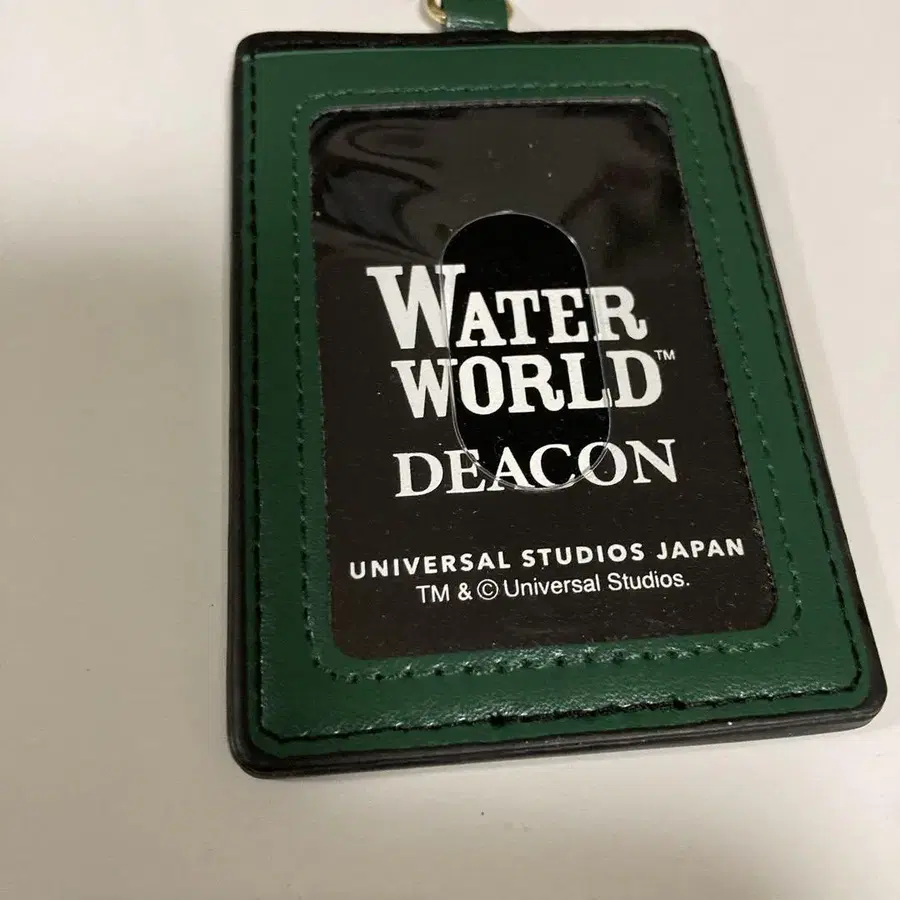 WATER
WORLD™
DEACON
UNIVERSAL STUDIOS JAPAN
TM & © Universal Studios.